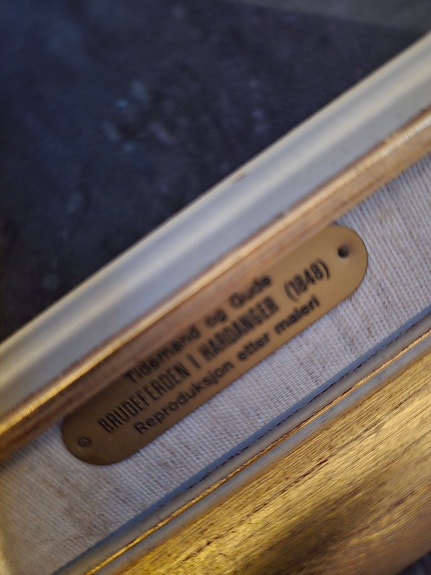 Tidemand og Gude
BRUDEFERDEN I HARDANGER (1848)
Reproduksjon etter maleri